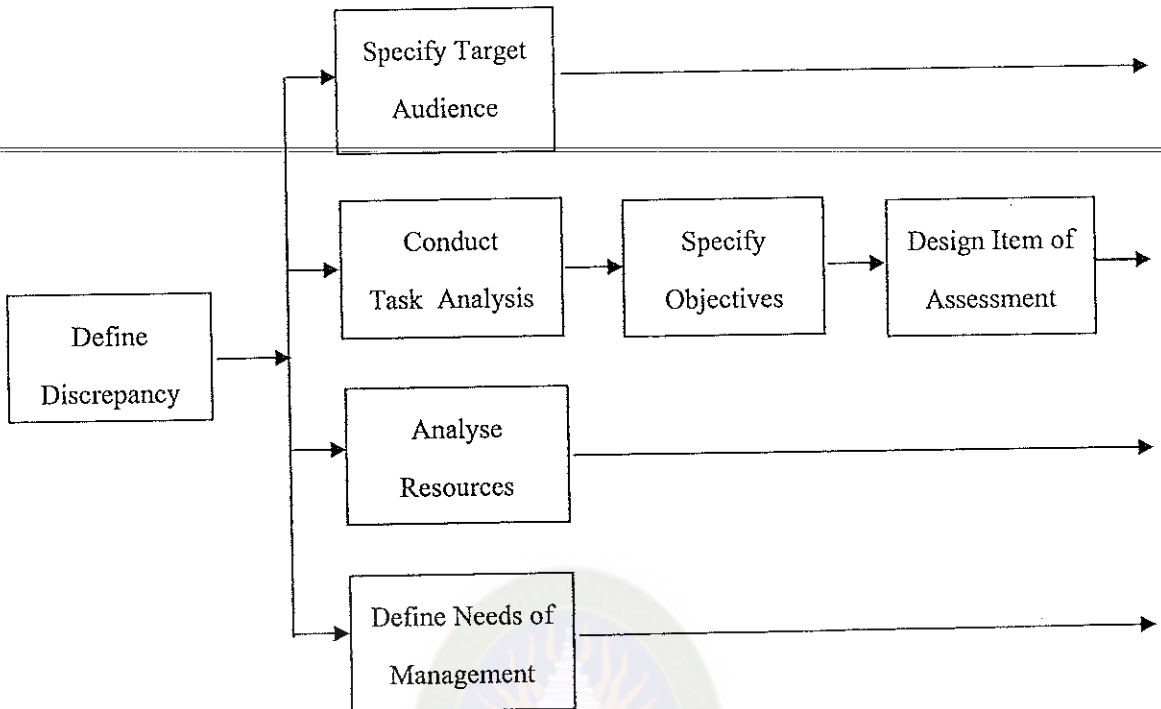 Specify Target
Audience
Conduct
Task Analysis
Specify
Objectives
Design Item of
Assessment
Define
Discrepancy
Analyse
Resources
Define Needs of
Management